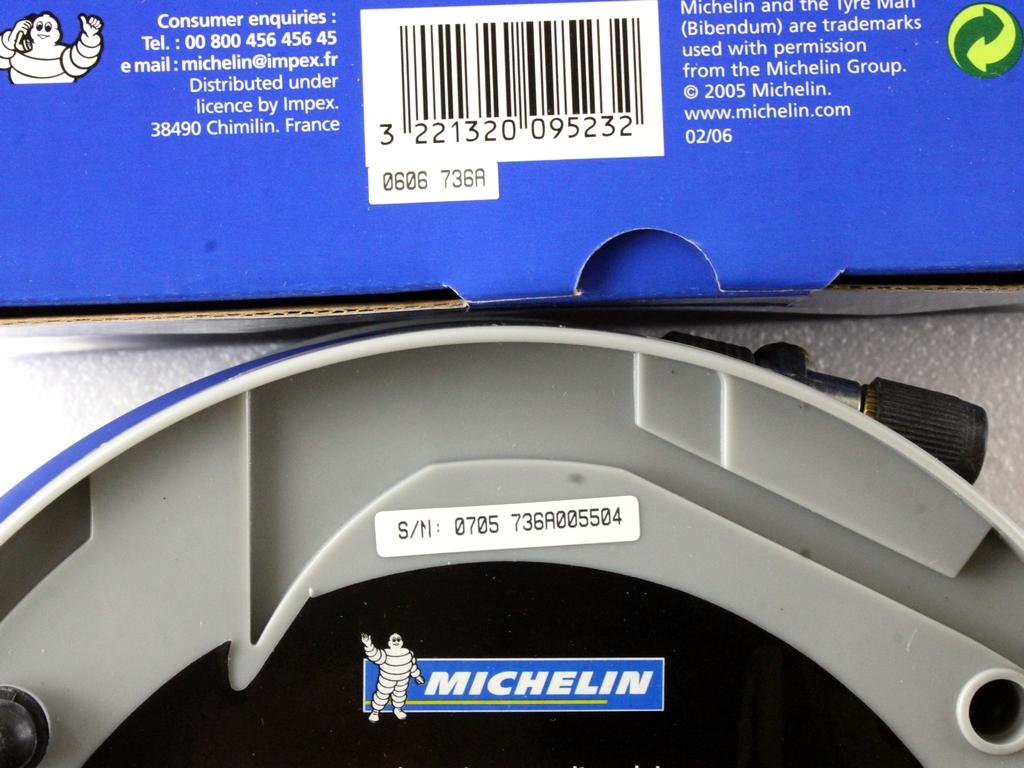 Consumer enquiries :
Tel. : 00 800 456 456 45
e mail : michelin@impex.fr
Distributed under
licence by Impex.
38490 Chimilin. France
3 221320 095232
0606 736A
Michelin and the Tyre Man
(Bibendum) are trademarks
used with permission
from the Michelin Group.
© 2005 Michelin.
www.michelin.com
02/06
S/N: 0705 736A005504
MICHELIN